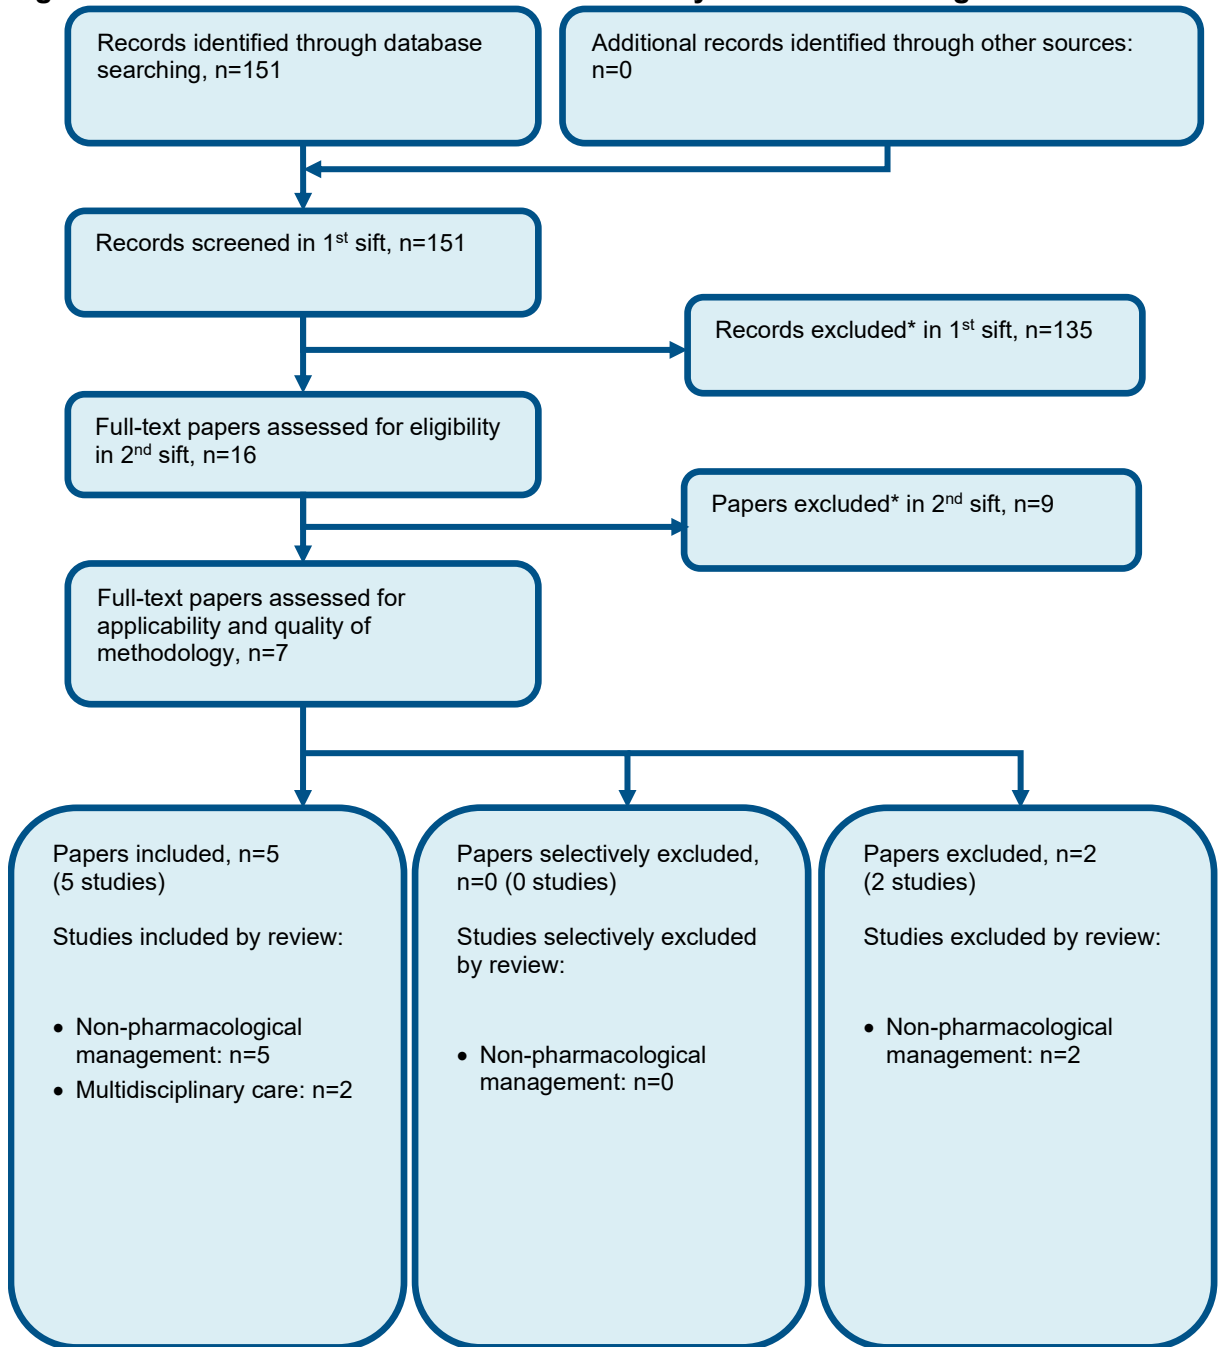 Records identified through database
searching, n=151
Additional records identified through other sources:
n=0
Records screened in 1st sift, n=151
Records excluded* in 1st sift, n=135
Full-text papers assessed for eligibility
in 2nd sift, n=16
Papers excluded* in 2nd sift, n=9
Full-text papers assessed for
applicability and quality of
methodology, n=7
Papers included, n=5
(5 studies)
Studies included by review:
• Non-pharmacological
management: n=5
• Multidisciplinary care: n=2
Papers selectively excluded,
n=0 (0 studies)
Studies selectively excluded
by review:
• Non-pharmacological
management: n=0
Papers excluded, n=2
(2 studies)
Studies excluded by review:
• Non-pharmacological
management: n=2